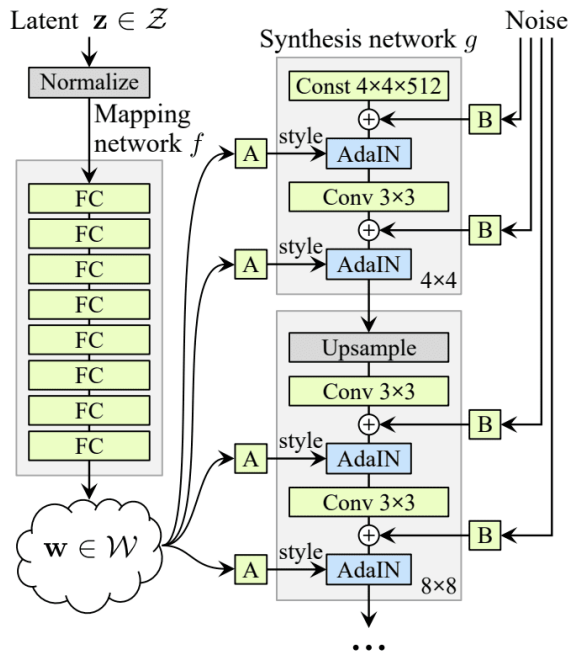 Latent z ∈ 𝒵
Normalize
Mapping
network f
FC
FC
FC
FC
FC
FC
FC
FC
w ∈ 𝒲
Synthesis network g
Noise
Const 4×4×512
B
A
style
AdaIN
Conv 3×3
B
A
style
AdaIN
4×4
Upsample
Conv 3×3
B
A
style
AdaIN
Conv 3×3
B
A
style
AdaIN
8×8
...